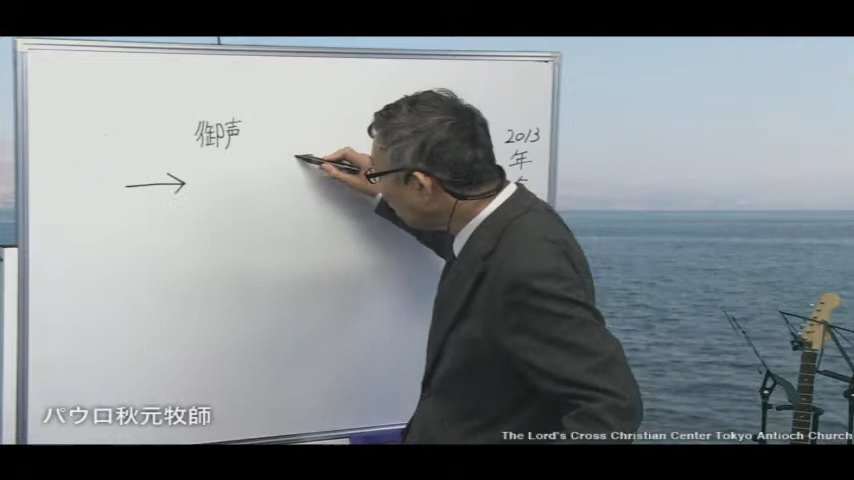 御声
→
2013
年
パウロ秋元牧師
The Lord's Cross Christian Center Tokyo Antioch Church